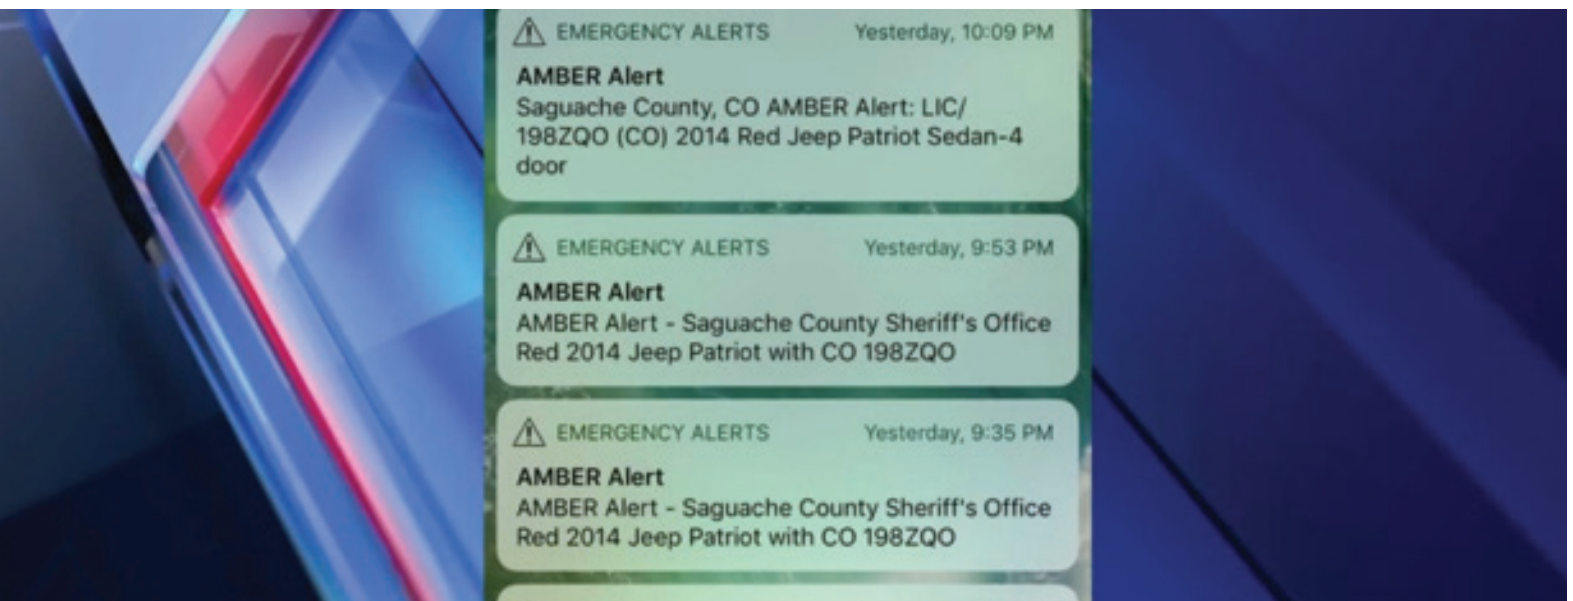 EMERGENCY ALERTS Yesterday, 10:09 PM
AMBER Alert
Saguache County, CO AMBER Alert: LIC/
198ZQO (CO) 2014 Red Jeep Patriot Sedan-4
door
EMERGENCY ALERTS Yesterday, 9:53 PM
AMBER Alert
AMBER Alert - Saguache County Sheriff's Office
Red 2014 Jeep Patriot with CO 198ZQO
EMERGENCY ALERTS Yesterday, 9:35 PM
AMBER Alert
AMBER Alert - Saguache County Sheriff's Office
Red 2014 Jeep Patriot with CO 198ZQO